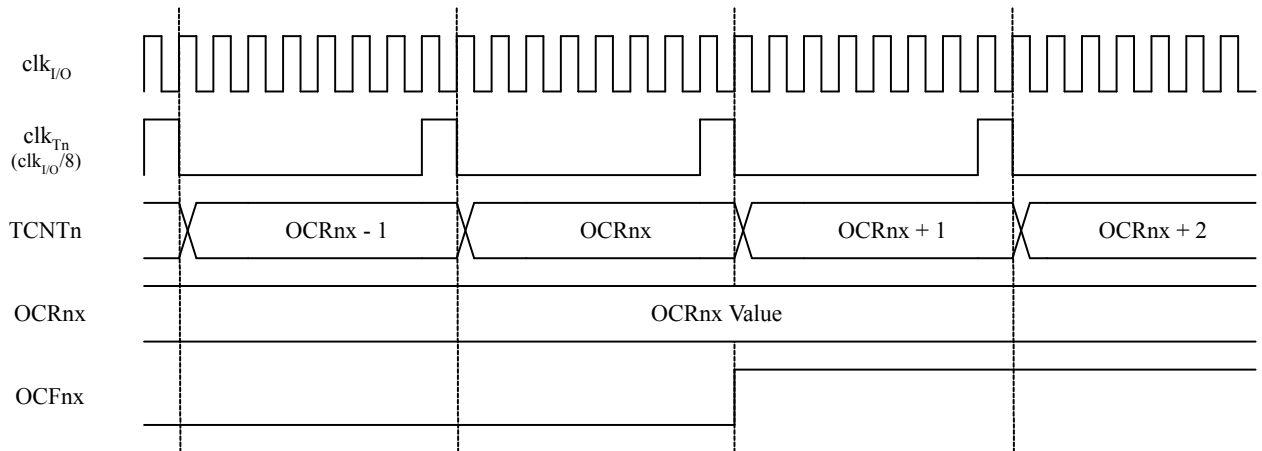 clkI/O
clkTn
(clkI/O/8)
TCNTn
OCRnx - 1
OCRnx
OCRnx + 1
OCRnx + 2
OCRnx
OCRnx Value
OCFnx